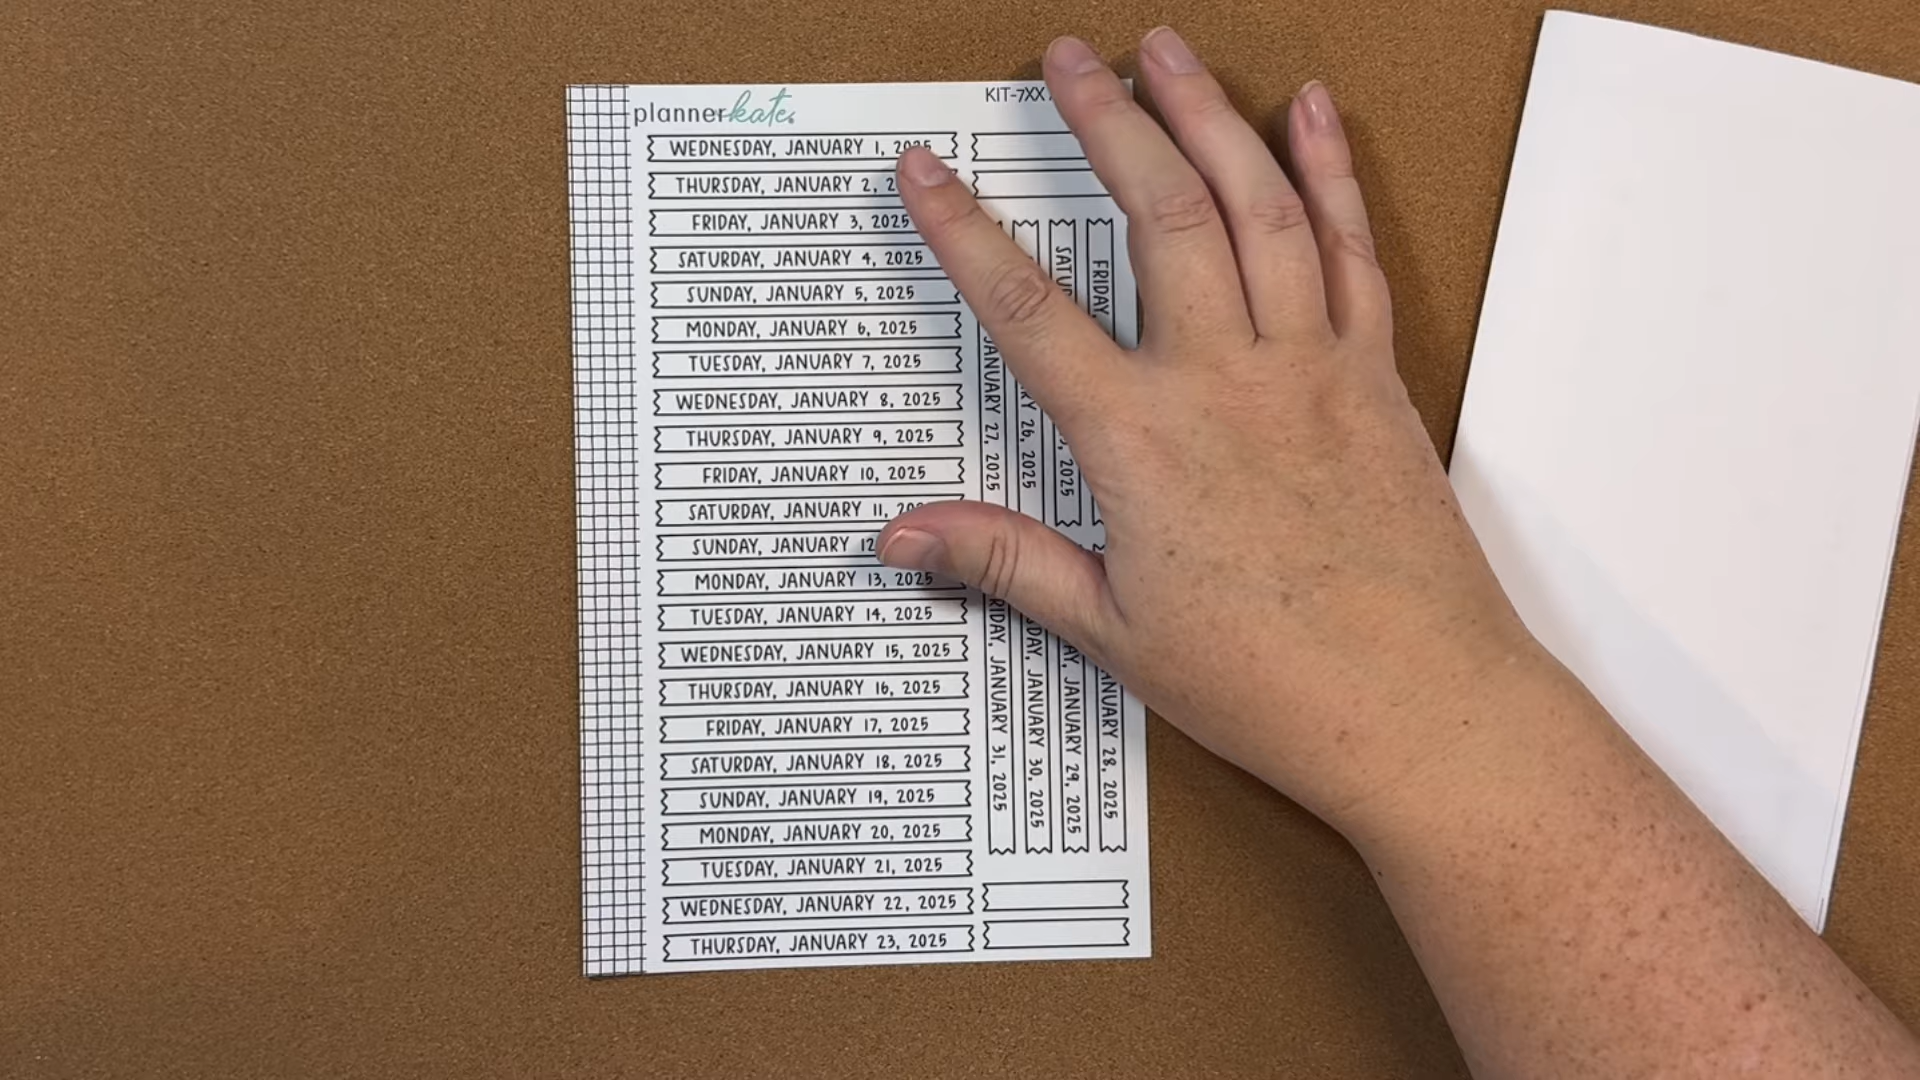 plannerkate.
KIT-7XX
WEDNESDAY, JANUARY 1, 2025
THURSDAY, JANUARY 2,
FRIDAY, JANUARY 3, 2025
SATURDAY, JANUARY 4, 2025
SUNDAY, JANUARY 5, 2025
MONDAY, JANUARY 6, 2025
TUESDAY, JANUARY 7, 2025
WEDNESDAY, JANUARY 8, 2025
THURSDAY, JANUARY 9, 2025
FRIDAY, JANUARY 10, 2025
SATURDAY, JANUARY 11,
SUNDAY, JANUARY 12
MONDAY, JANUARY 13, 2025
TUESDAY, JANUARY 14, 2025
WEDNESDAY, JANUARY 15, 2025
THURSDAY, JANUARY 16, 2025
FRIDAY, JANUARY 17, 2025
SATURDAY, JANUARY 18, 2025
SUNDAY, JANUARY 19, 2025
MONDAY, JANUARY 20, 2025
TUESDAY, JANUARY 21, 2025
WEDNESDAY, JANUARY 22, 2025
THURSDAY, JANUARY 23, 2025
FRIDAY,
2025
26, 2025
JANUARY 27, 2025
JANUARY 28, 2025
JANUARY 29, 2025
JANUARY 30, 2025
JANUARY 31, 2025